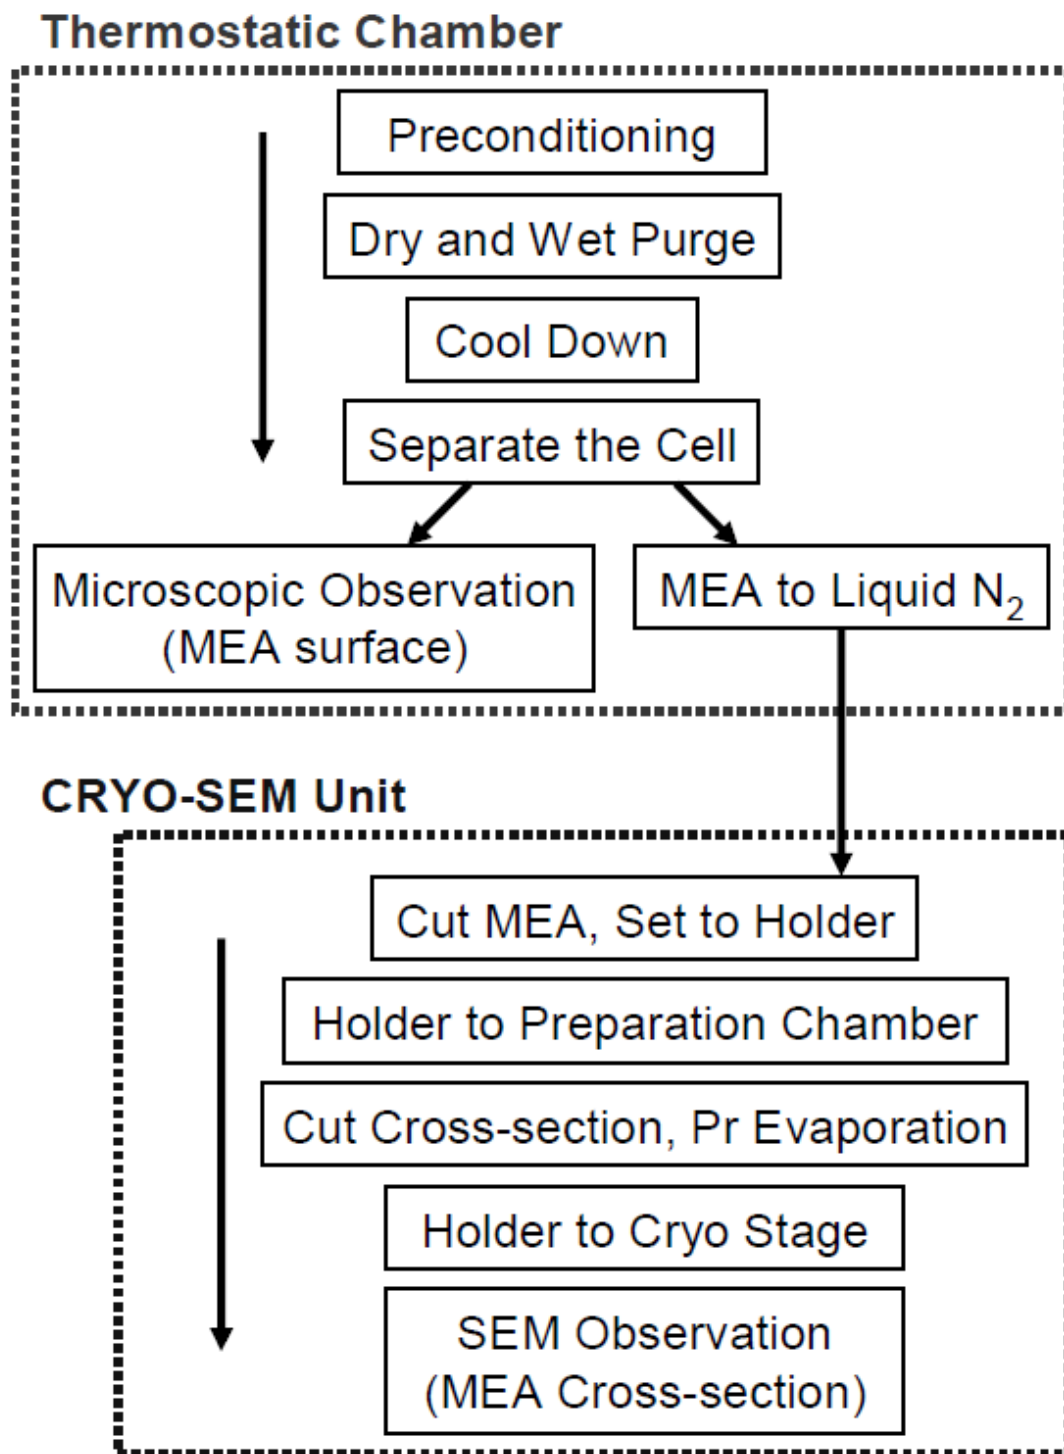 Thermostatic Chamber
Preconditioning
Dry and Wet Purge
Cool Down
Separate the Cell
Microscopic Observation
(MEA surface)
MEA to Liquid N₂
CRYO-SEM Unit
Cut MEA, Set to Holder
Holder to Preparation Chamber
Cut Cross-section, Pr Evaporation
Holder to Cryo Stage
SEM Observation
(MEA Cross-section)